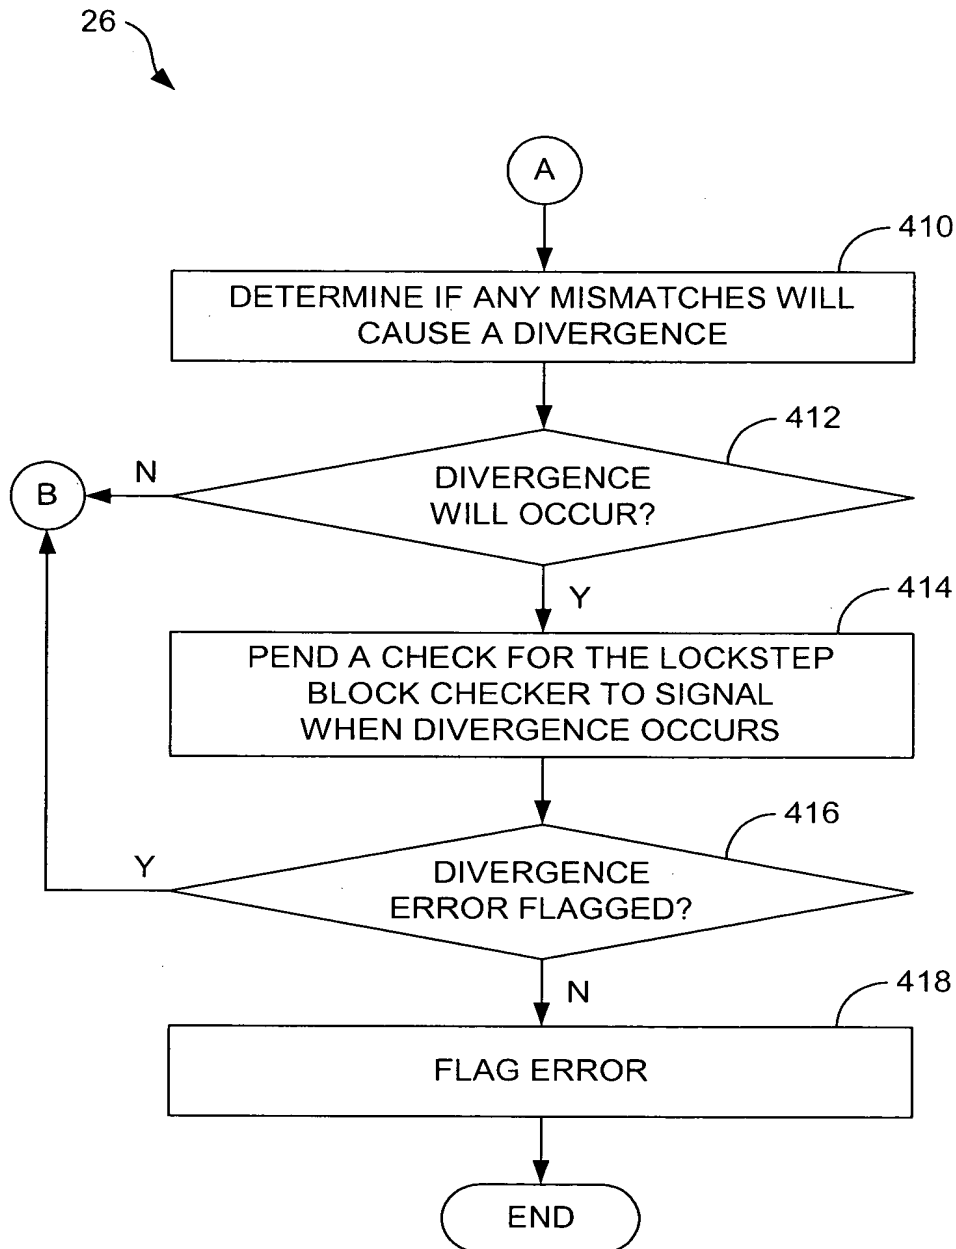 26
A
410
DETERMINE IF ANY MISMATCHES WILL
CAUSE A DIVERGENCE
412
DIVERGENCE
WILL OCCUR?
N
B
Y
414
PEND A CHECK FOR THE LOCKSTEP
BLOCK CHECKER TO SIGNAL
WHEN DIVERGENCE OCCURS
416
Y
DIVERGENCE
ERROR FLAGGED?
N
418
FLAG ERROR
END